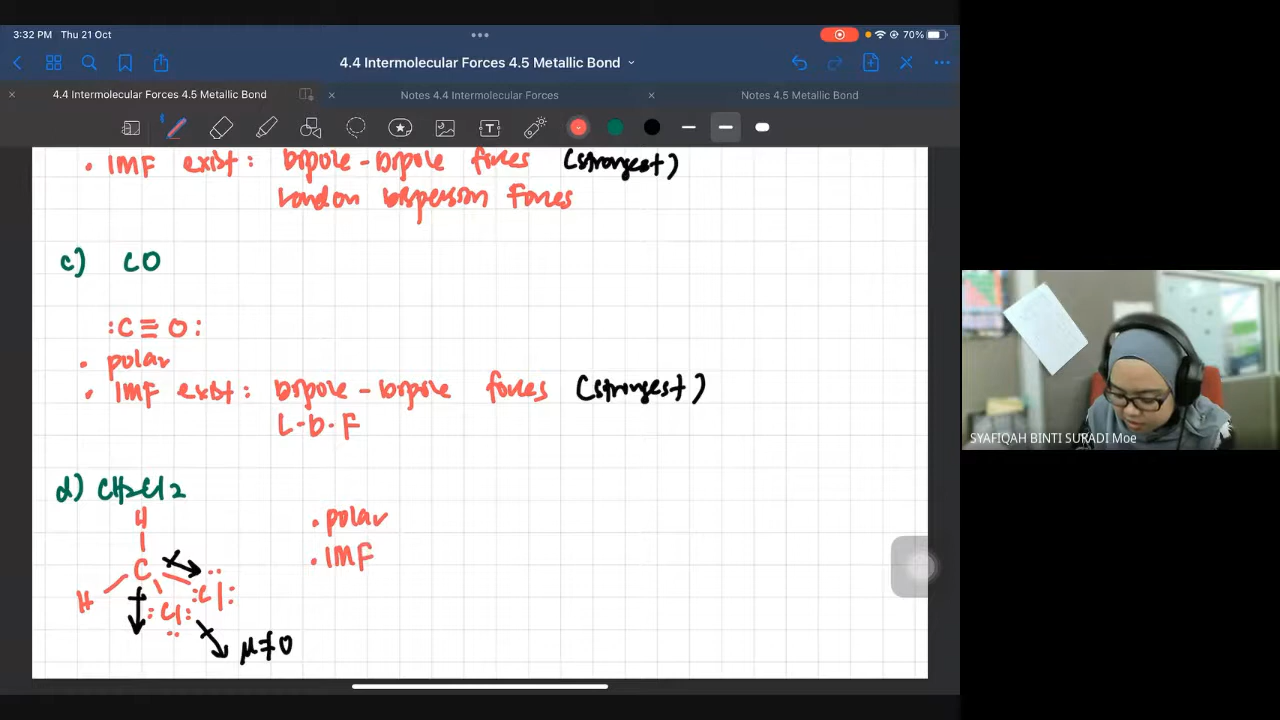 3:32 PM Thu 21 Oct
70%
4.4 Intermolecular Forces 4.5 Metallic Bond
4.4 Intermolecular Forces 4.5 Metallic Bond
Notes 4.4 Intermolecular Forces
Notes 4.5 Metallic Bond
• IMF exist : Dipole - Dipole forces (strongest)
London Dispersion Forces
c) CO
:C≡O:
• polar
• IMF exist : Dipole - Dipole forces (strongest)
L.D.F
d) CH2Cl2
H
• polar
• IMF
C
H
:Cl:
:Cl:
μ≠0
SYAFIQAH BINTI SURADI Moe